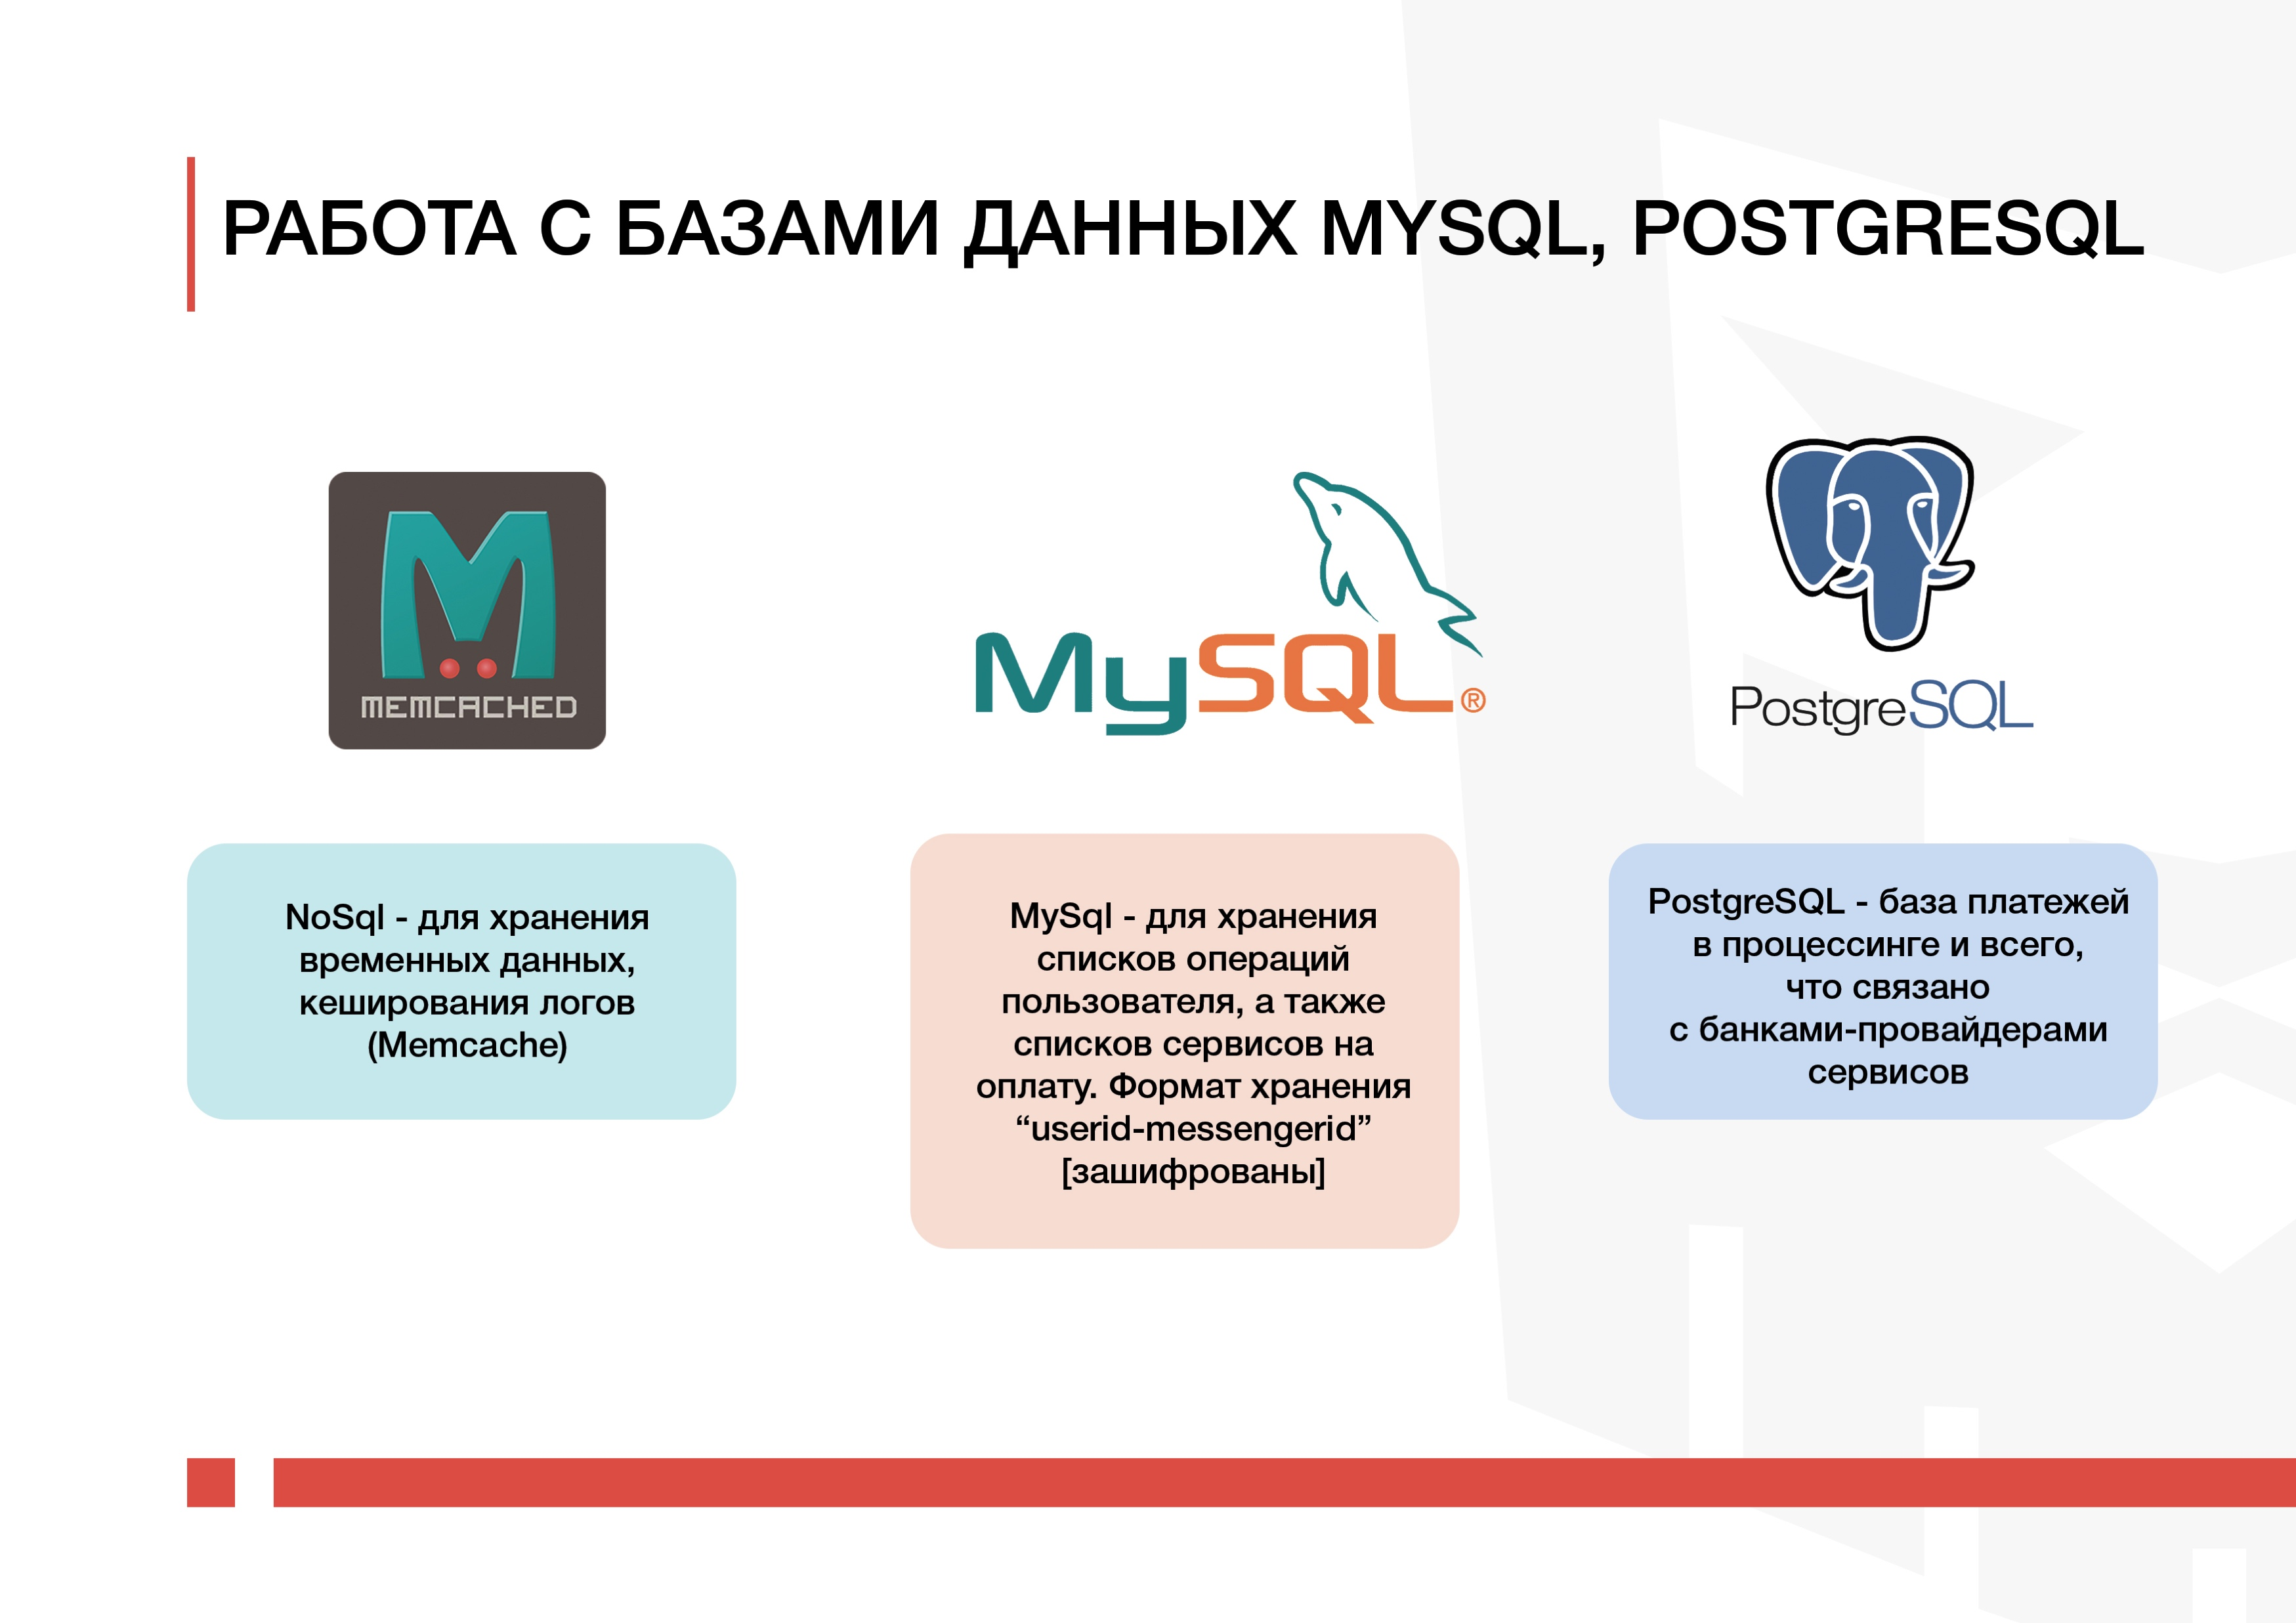 РАБОТА С БАЗАМИ ДАННЫХ MYSQL, POSTGRESQL
MEMCACHED
MySQL®
PostgreSQL
NoSql - для хранения
временных данных,
кеширования логов
(Memcache)
MySql - для хранения
списков операций
пользователя, а также
списков сервисов на
оплату. Формат хранения
“userid-messengerid”
[зашифрованы]
PostgreSQL - база платежей
в процессинге и всего,
что связано
с банками-провайдерами
сервисов